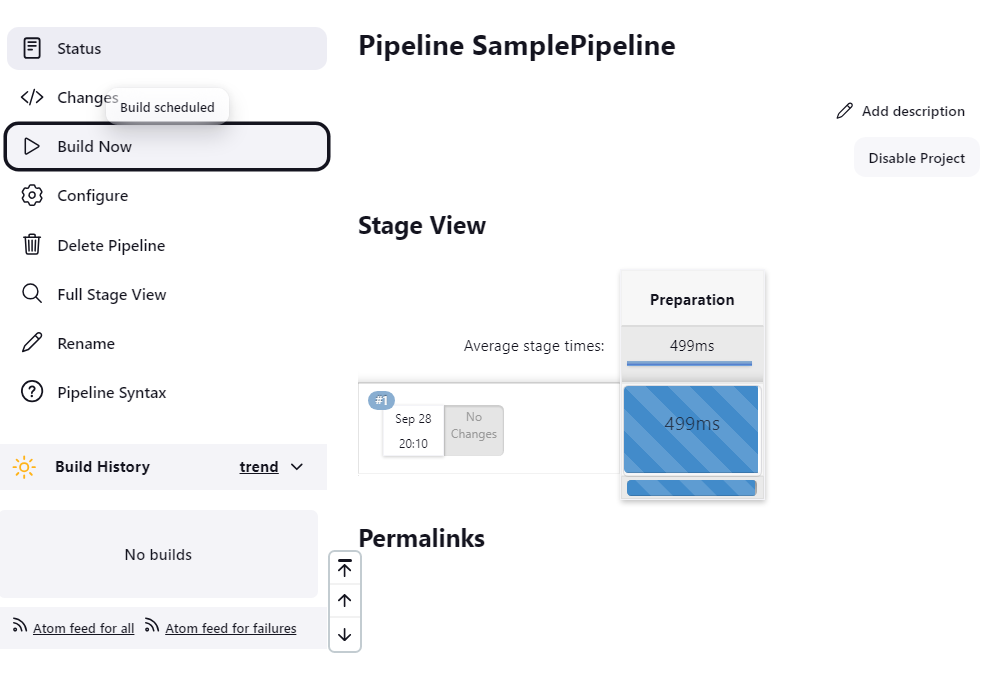 Status
Changes
Build scheduled
Build Now
Configure
Delete Pipeline
Full Stage View
Rename
Pipeline Syntax
Build History
trend
No builds
Atom feed for all
Atom feed for failures
Pipeline SamplePipeline
Add description
Disable Project
Stage View
Preparation
Average stage times:
499ms
#1
Sep 28
20:10
No
Changes
499ms
Permalinks